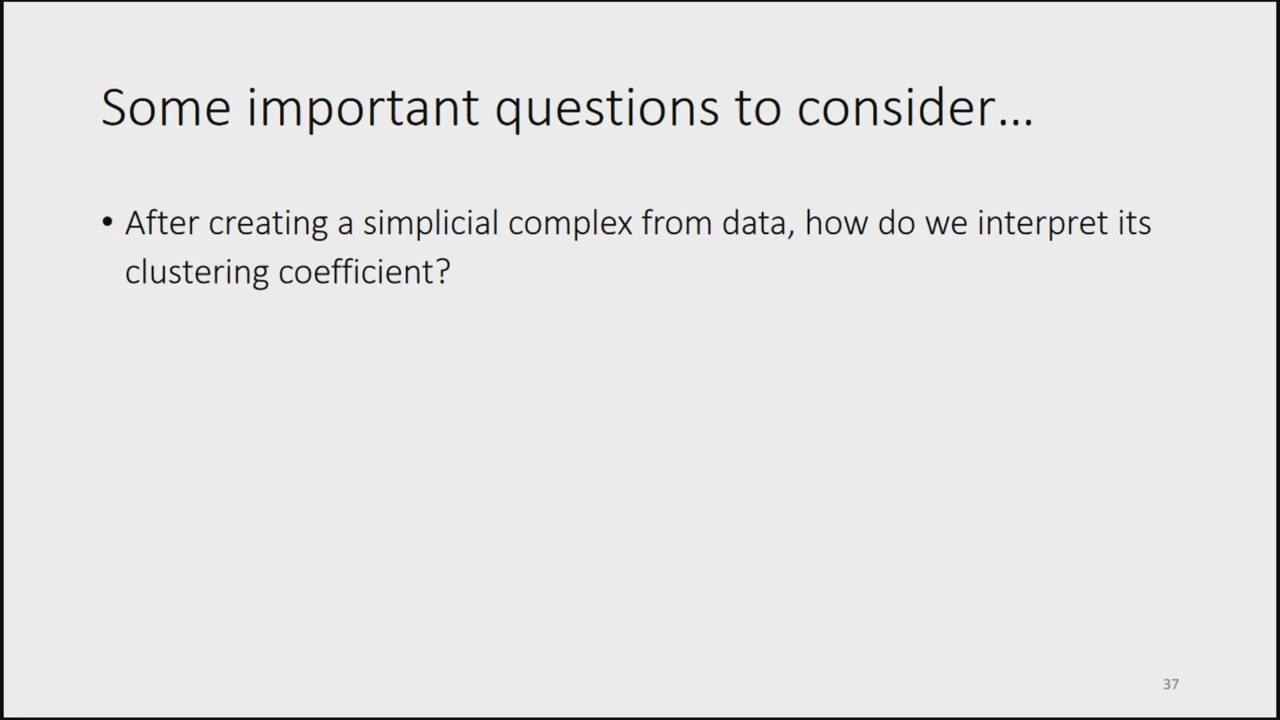 Some important questions to consider...
• After creating a simplicial complex from data, how do we interpret its
clustering coefficient?
37